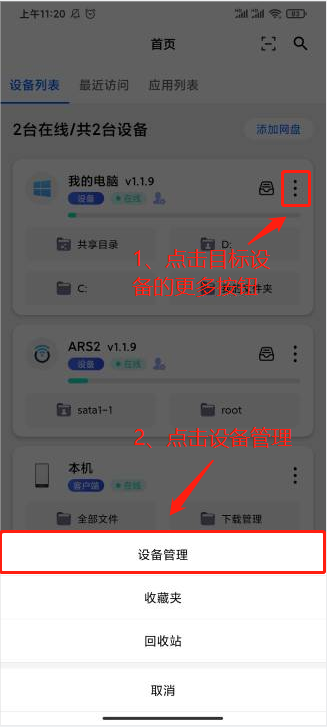 上午11:20
83
首页
设备列表 最近访问 应用列表
2台在线/共2台设备 添加网盘
我的电脑 v1.1.9
设备 在线
共享目录 D:
C: 文件夹
1、点击目标设
备的更多按钮
ARS2 v1.1.9
设备 在线
sata1-1 root
2、点击设备管理
本机
客户端 在线
全部文件 下载管理
设备管理
收藏夹
回收站
取消